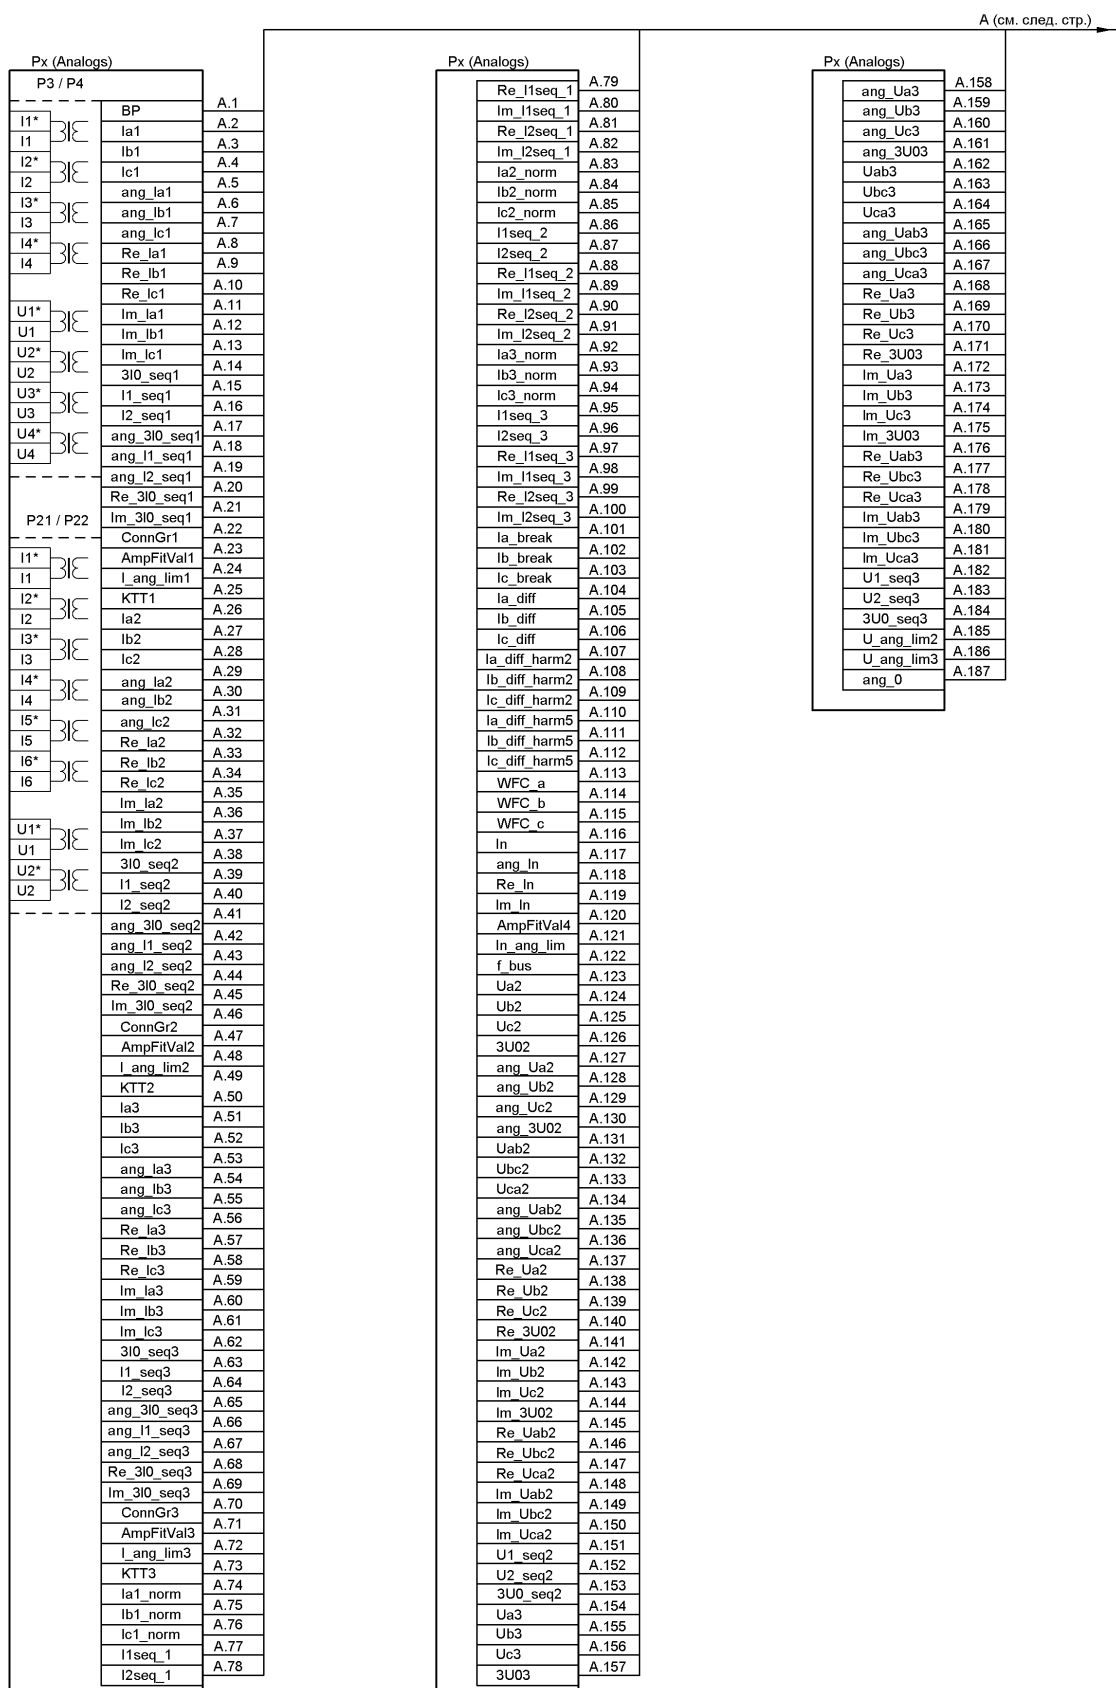 A (см. след. стр.)
Px (Analogs)
P3 / P4
I1*
I1
I2*
I2
I3*
I3
I4*
I4
U1*
U1
U2*
U2
U3*
U3
U4*
U4
P21 / P22
I1*
I1
I2*
I2
I3*
I3
I4*
I4
I5*
I5
I6*
I6
U1*
U1
U2*
U2
BP A.1
Ia1 A.2
Ib1 A.3
Ic1 A.4
ang_Ia1 A.5
ang_Ib1 A.6
ang_Ic1 A.7
Re_Ia1 A.8
Re_Ib1 A.9
Re_Ic1 A.10
Im_Ia1 A.11
Im_Ib1 A.12
Im_Ic1 A.13
3I0_seq1 A.14
I1_seq1 A.15
I2_seq1 A.16
ang_3I0_seq1 A.17
ang_I1_seq1 A.18
ang_I2_seq1 A.19
Re_3I0_seq1 A.20
Im_3I0_seq1 A.21
ConnGr1 A.22
AmpFitVal1 A.23
I_ang_lim1 A.24
KTT1 A.25
Ia2 A.26
Ib2 A.27
Ic2 A.28
ang_Ia2 A.29
ang_Ib2 A.30
ang_Ic2 A.31
Re_Ia2 A.32
Re_Ib2 A.33
Re_Ic2 A.34
Im_Ia2 A.35
Im_Ib2 A.36
Im_Ic2 A.37
3I0_seq2 A.38
I1_seq2 A.39
I2_seq2 A.40
ang_3I0_seq2 A.41
ang_I1_seq2 A.42
ang_I2_seq2 A.43
Re_3I0_seq2 A.44
Im_3I0_seq2 A.45
ConnGr2 A.46
AmpFitVal2 A.47
I_ang_lim2 A.48
KTT2 A.49
Ia3 A.50
Ib3 A.51
Ic3 A.52
ang_Ia3 A.53
ang_Ib3 A.54
ang_Ic3 A.55
Re_Ia3 A.56
Re_Ib3 A.57
Re_Ic3 A.58
Im_Ia3 A.59
Im_Ib3 A.60
Im_Ic3 A.61
3I0_seq3 A.62
I1_seq3 A.63
I2_seq3 A.64
ang_3I0_seq3 A.65
ang_I1_seq3 A.66
ang_I2_seq3 A.67
Re_3I0_seq3 A.68
Im_3I0_seq3 A.69
ConnGr3 A.70
AmpFitVal3 A.71
I_ang_lim3 A.72
KTT3 A.73
Ia1_norm A.74
Ib1_norm A.75
Ic1_norm A.76
I1seq_1 A.77
I2seq_1 A.78
Px (Analogs)
Re_I1seq_1 A.79
Im_I1seq_1 A.80
Re_I2seq_1 A.81
Im_I2seq_1 A.82
Ia2_norm A.83
Ib2_norm A.84
Ic2_norm A.85
I1seq_2 A.86
I2seq_2 A.87
Re_I1seq_2 A.88
Im_I1seq_2 A.89
Re_I2seq_2 A.90
Im_I2seq_2 A.91
Ia3_norm A.92
Ib3_norm A.93
Ic3_norm A.94
I1seq_3 A.95
I2seq_3 A.96
Re_I1seq_3 A.97
Im_I1seq_3 A.98
Re_I2seq_3 A.99
Im_I2seq_3 A.100
Ia_break A.101
Ib_break A.102
Ic_break A.103
Ia_diff A.104
Ib_diff A.105
Ic_diff A.106
Ia_diff_harm2 A.107
Ib_diff_harm2 A.108
Ic_diff_harm2 A.109
Ia_diff_harm5 A.110
Ib_diff_harm5 A.111
Ic_diff_harm5 A.112
WFC_a A.113
WFC_b A.114
WFC_c A.115
In A.116
ang_In A.117
Re_In A.118
Im_In A.119
AmpFitVal4 A.120
In_ang_lim A.121
f_bus A.122
Ua2 A.123
Ub2 A.124
Uc2 A.125
3U02 A.126
ang_Ua2 A.127
ang_Ub2 A.128
ang_Uc2 A.129
ang_3U02 A.130
Uab2 A.131
Ubc2 A.132
Uca2 A.133
ang_Uab2 A.134
ang_Ubc2 A.135
ang_Uca2 A.136
Re_Ua2 A.137
Re_Ub2 A.138
Re_Uc2 A.139
Re_3U02 A.140
Im_Ua2 A.141
Im_Ub2 A.142
Im_Uc2 A.143
Im_3U02 A.144
Re_Uab2 A.145
Re_Ubc2 A.146
Re_Uca2 A.147
Im_Uab2 A.148
Im_Ubc2 A.149
Im_Uca2 A.150
U1_seq2 A.151
U2_seq2 A.152
3U0_seq2 A.153
Ua3 A.154
Ub3 A.155
Uc3 A.156
3U03 A.157
Px (Analogs)
ang_Ua3 A.158
ang_Ub3 A.159
ang_Uc3 A.160
ang_3U03 A.161
Uab3 A.162
Ubc3 A.163
Uca3 A.164
ang_Uab3 A.165
ang_Ubc3 A.166
ang_Uca3 A.167
Re_Ua3 A.168
Re_Ub3 A.169
Re_Uc3 A.170
Re_3U03 A.171
Im_Ua3 A.172
Im_Ub3 A.173
Im_Uc3 A.174
Im_3U03 A.175
Re_Uab3 A.176
Re_Ubc3 A.177
Re_Uca3 A.178
Im_Uab3 A.179
Im_Ubc3 A.180
Im_Uca3 A.181
U1_seq3 A.182
U2_seq3 A.183
3U0_seq3 A.184
U_ang_lim2 A.185
U_ang_lim3 A.186
ang_0 A.187